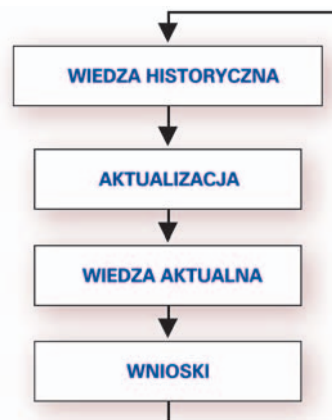 WIEDZA HISTORYCZNA
AKTUALIZACJA
WIEDZA AKTUALNA
WNIOSKI